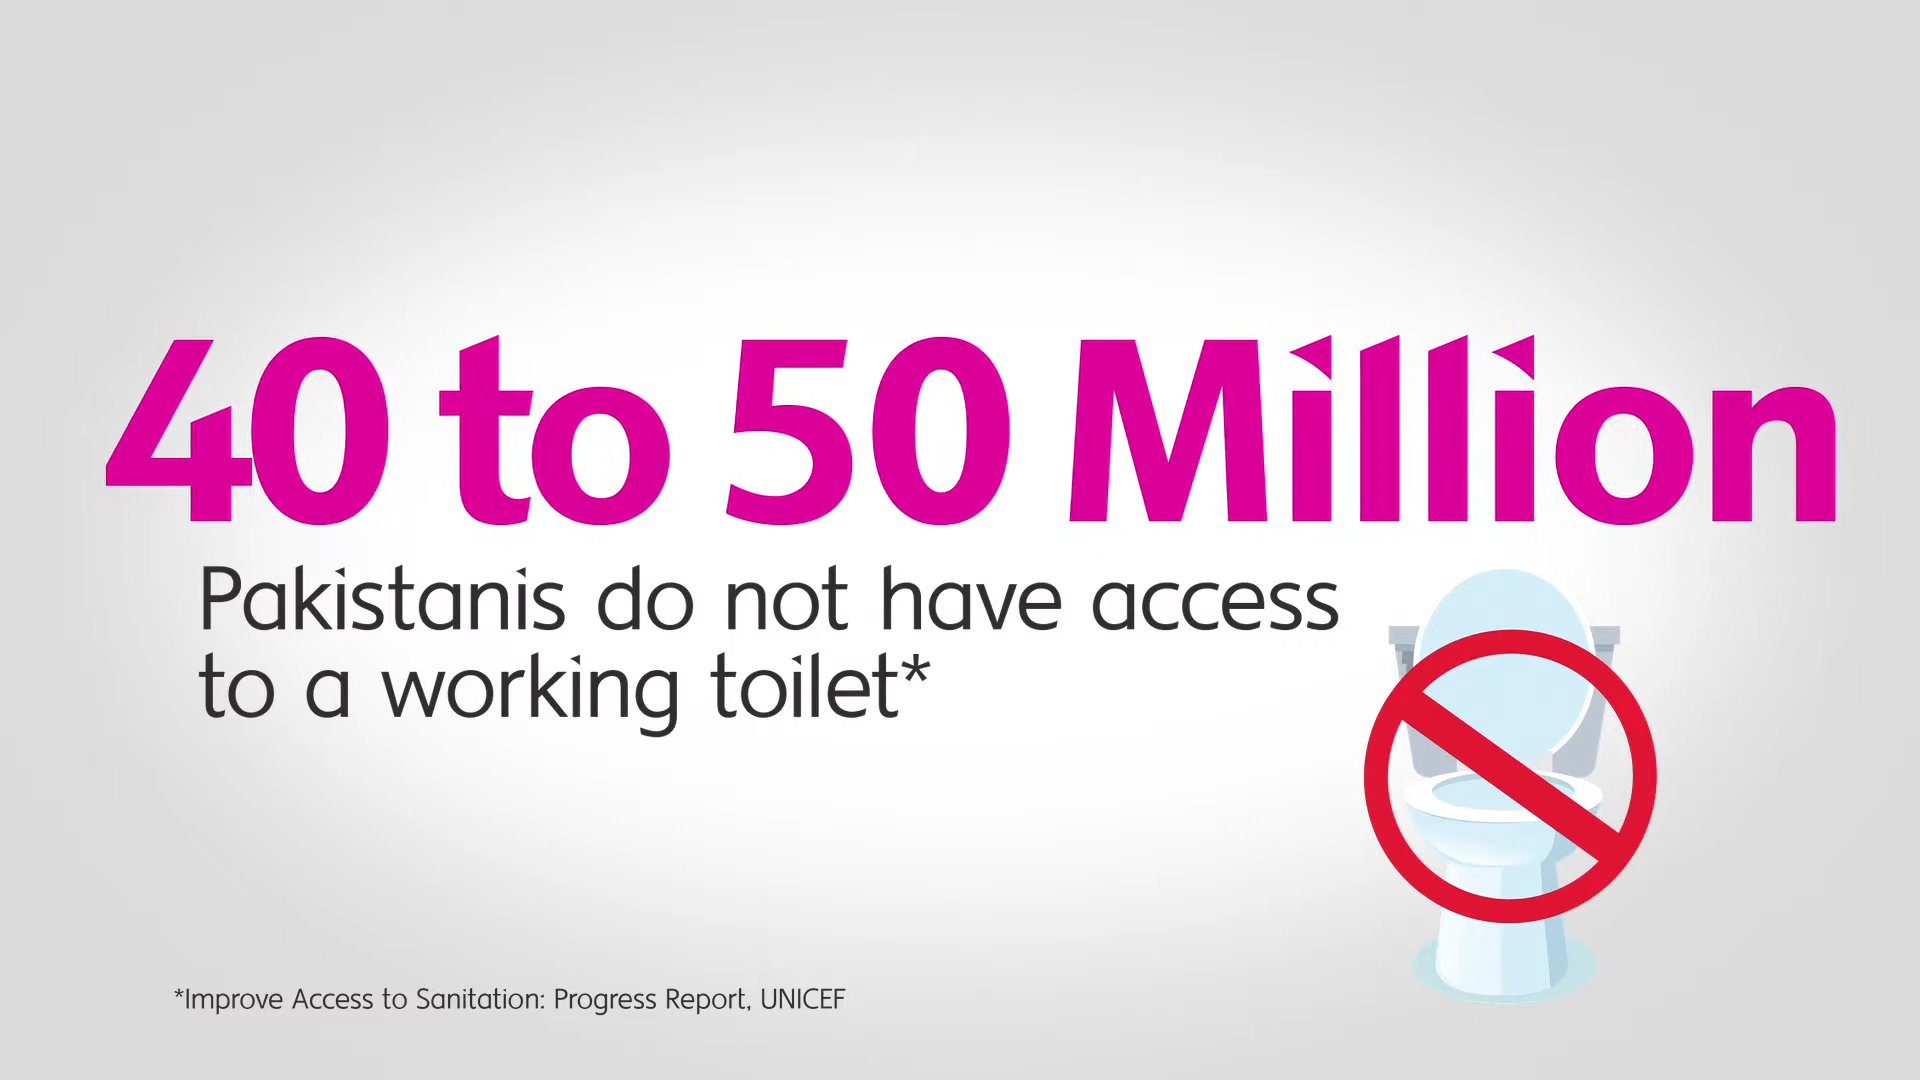 40 to 50 Million
Pakistanis do not have access
to a working toilet*
*Improve Access to Sanitation: Progress Report, UNICEF